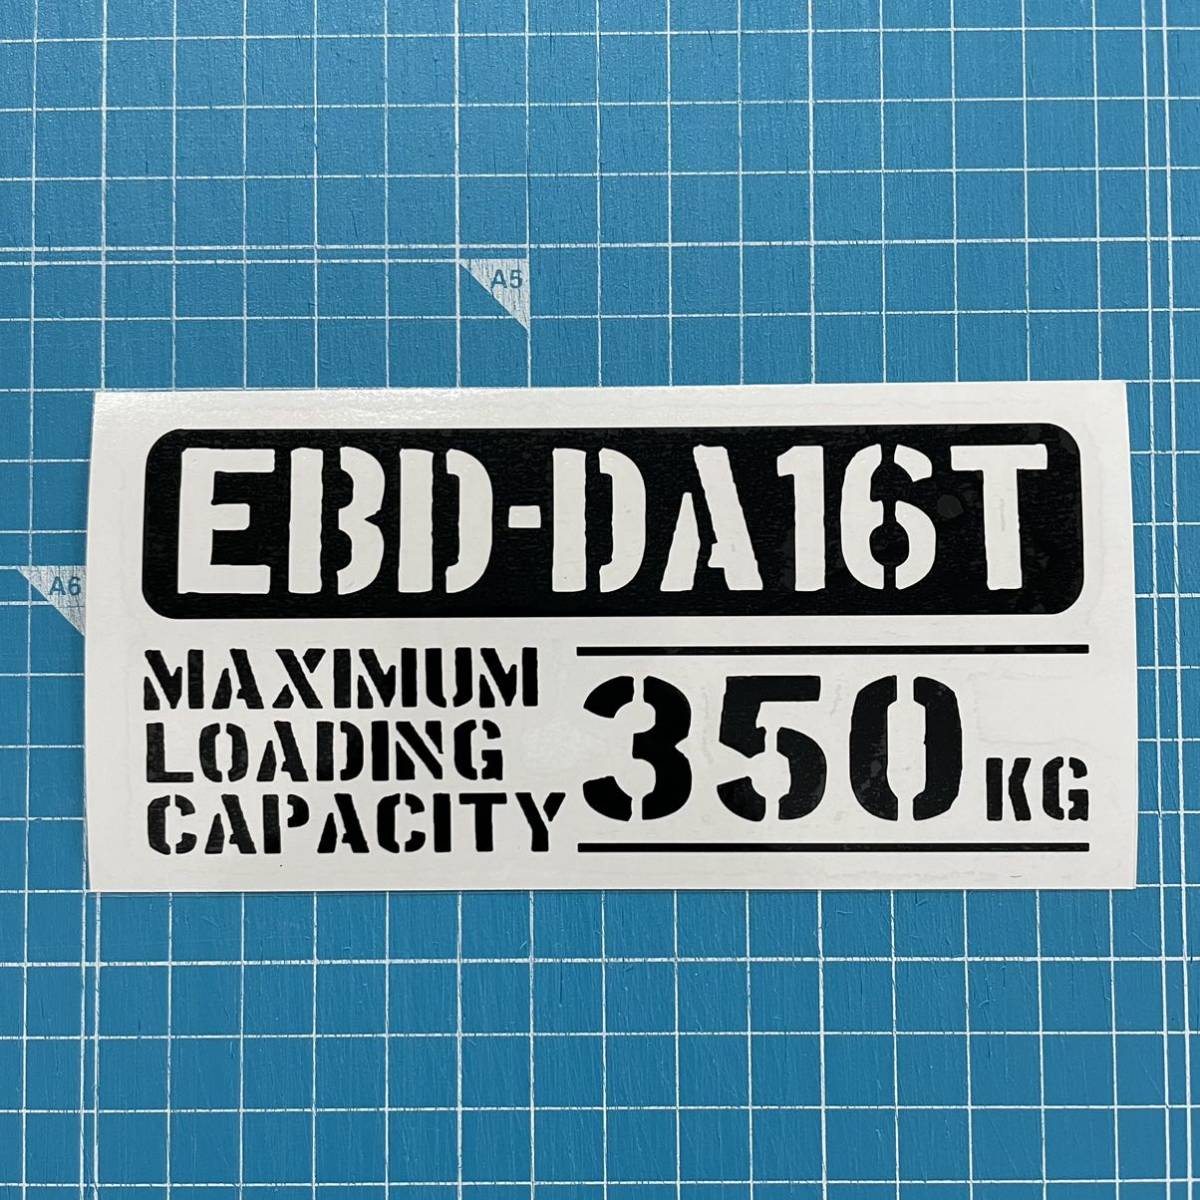 A5
A6
EBD-DA16T
MAXIMUM
LOADING
CAPACITY
350 KG